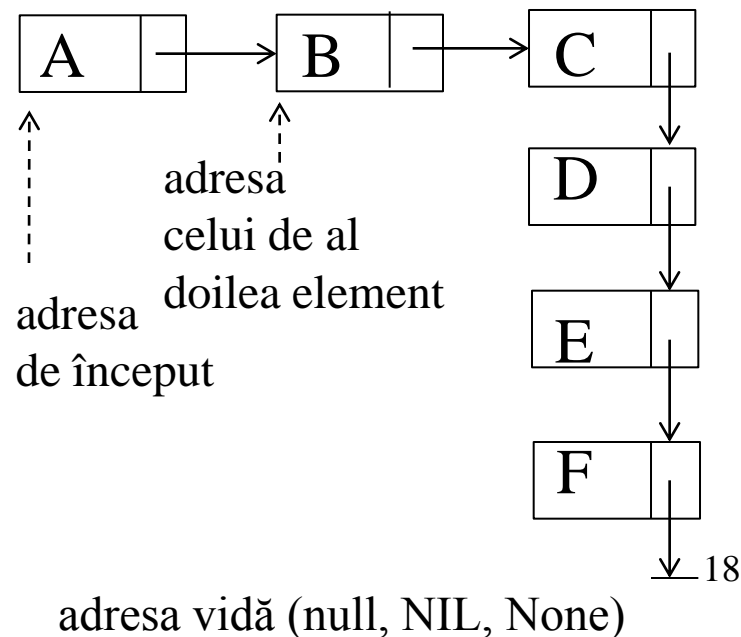 A
B
C
D
E
F
adresa
celui de al
doilea element
adresa
de început
18
adresa vidă (null, NIL, None)